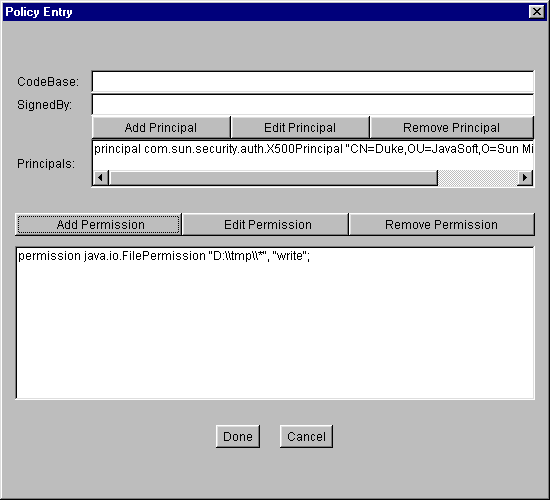 Policy Entry
CodeBase:
SignedBy:
Add Principal Edit Principal Remove Principal
Principals:
principal com.sun.security.auth.X500Principal "CN=Duke,OU=JavaSoft,O=Sun Mi
Add Permission Edit Permission Remove Permission
permission java.io.FilePermission "D:\\tmp\\*", "write";
Done Cancel